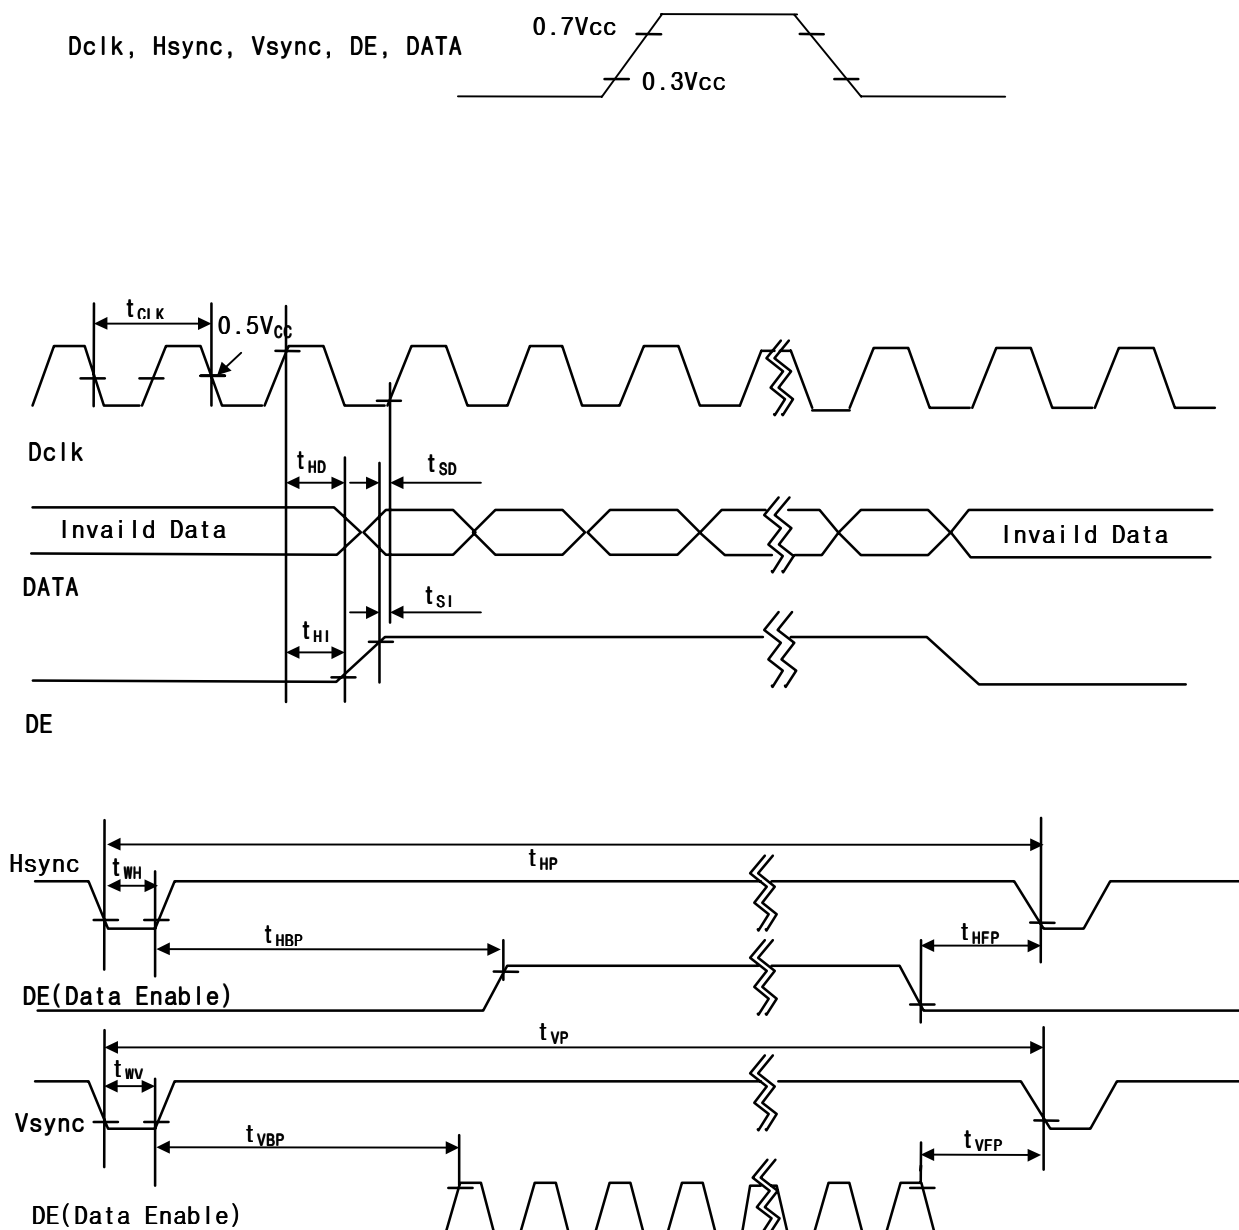 0.7Vcc
Dclk, Hsync, Vsync, DE, DATA
0.3Vcc
tCLK
0.5VCC
Dclk
tHD
tSD
Invaild Data
Invaild Data
DATA
tSI
tHI
DE
Hsync
tWH
tHP
tHBP
tHFP
DE(Data Enable)
tVP
tWV
Vsync
tVBP
tVFP
DE(Data Enable)